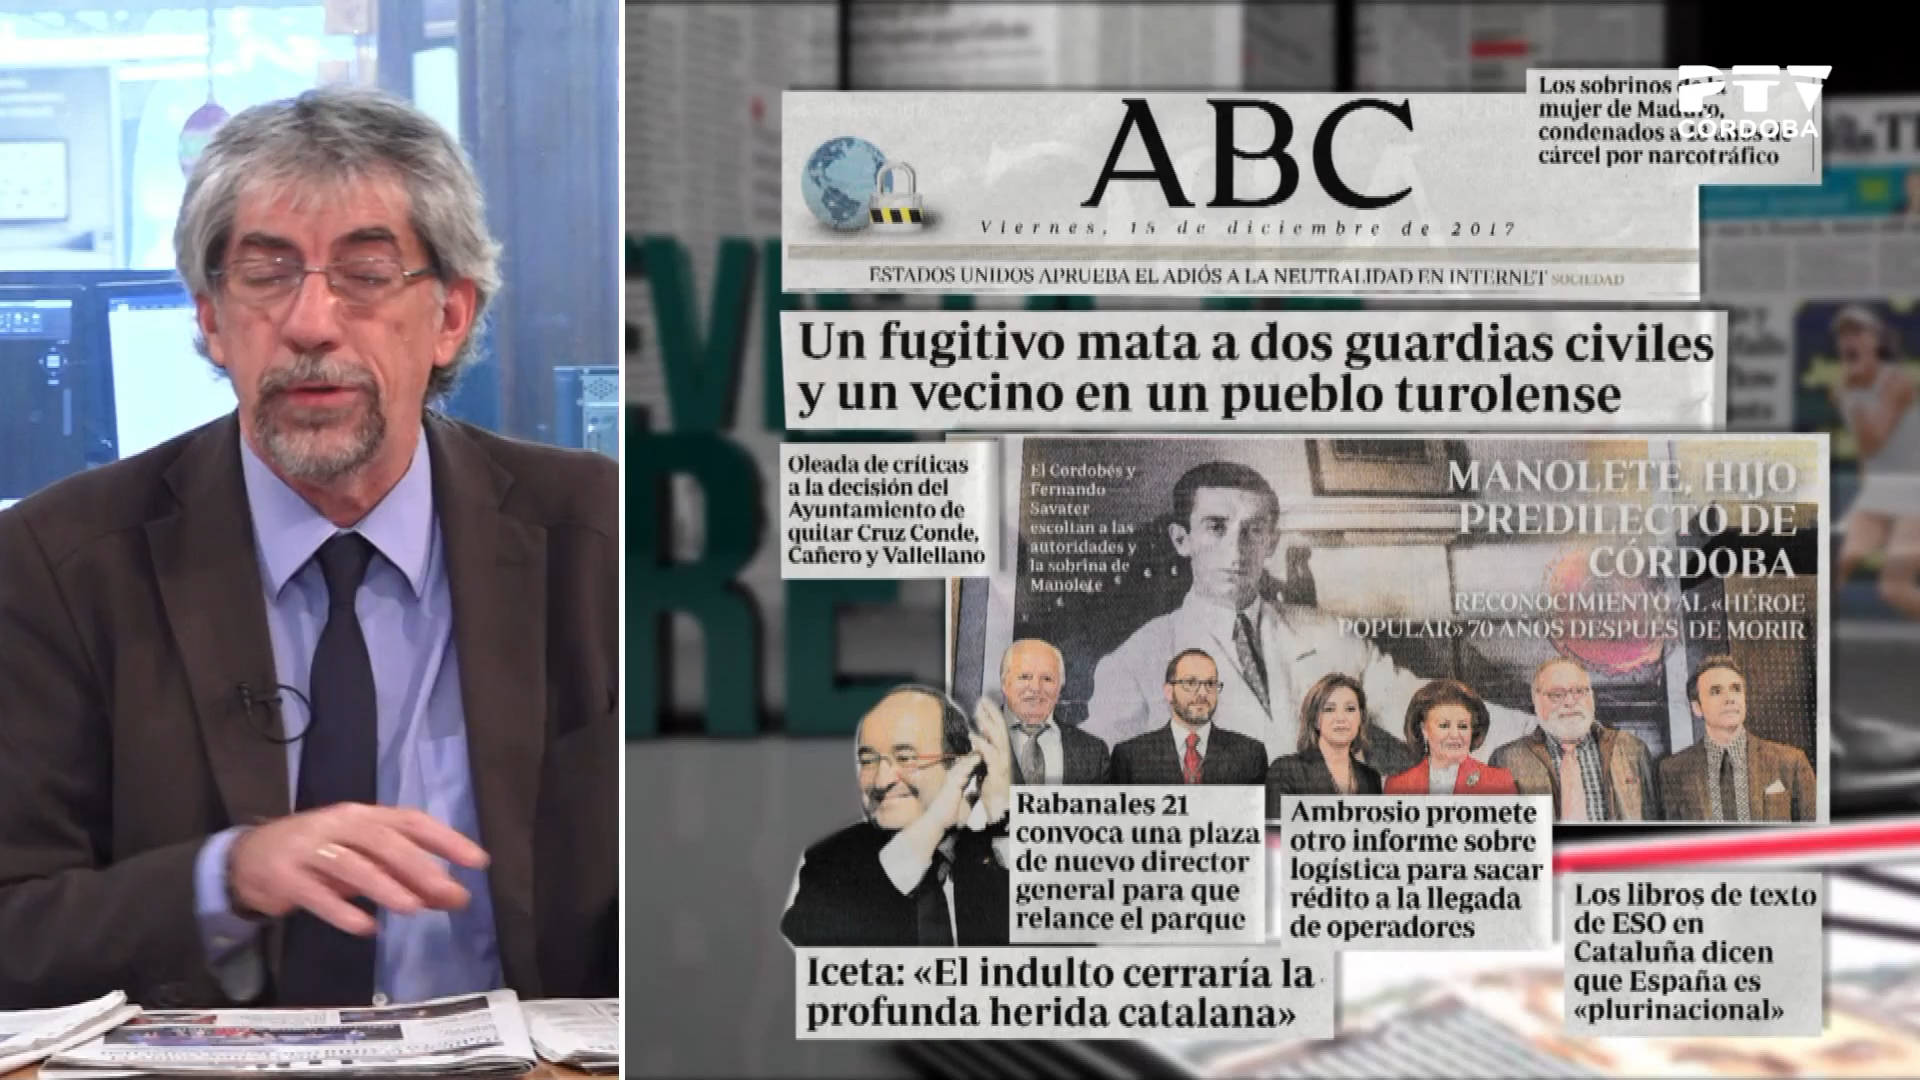 Los sobrinos de la
mujer de Maduro,
condenados a 18 años de
cárcel por narcotráfico
PTV
CÓRDOBA
ABC
Viernes, 15 de diciembre de 2017
ESTADOS UNIDOS APRUEBA EL ADIÓS A LA NEUTRALIDAD EN INTERNET SOCIEDAD
Un fugitivo mata a dos guardias civiles
y un vecino en un pueblo turolense
Oleada de críticas
a la decisión del
Ayuntamiento de
quitar Cruz Conde,
Cañero y Vallellano
El Cordobés y
Fernando
Savater
escoltan a las
autoridades y
la sobrina de
Manolete
MANOLETE, HIJO
PREDILECTO DE
CÓRDOBA
RECONOCIMIENTO AL «HÉROE
POPULAR» 70 AÑOS DESPUÉS DE MORIR
Rabanales 21
convoca una plaza
de nuevo director
general para que
relance el parque
Ambrosio promete
otro informe sobre
logística para sacar
rédito a la llegada
de operadores
Los libros de texto
de ESO en
Cataluña dicen
que España es
«plurinacional»
Iceta: «El indulto cerraría la
profunda herida catalana»